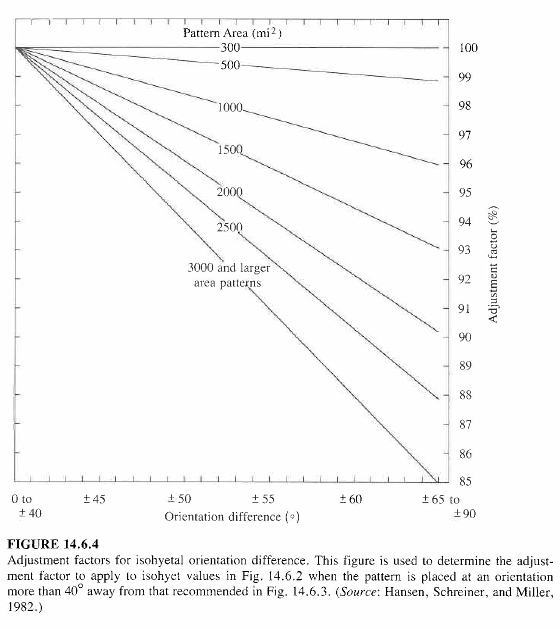 Pattern Area (mi²)
300
500
1000
1500
2000
2500
3000 and larger
area patterns
100
99
98
97
96
95
94
93
92
91
90
89
88
87
86
85
Adjustment factor (%)
0 to
± 40
± 45
± 50
± 55
± 60
± 65 to
± 90
Orientation difference (°)
FIGURE 14.6.4
Adjustment factors for isohyetal orientation difference. This figure is used to determine the adjust-
ment factor to apply to isohyet values in Fig. 14.6.2 when the pattern is placed at an orientation
more than 40° away from that recommended in Fig. 14.6.3. (Source: Hansen, Schreiner, and Miller,
1982.)